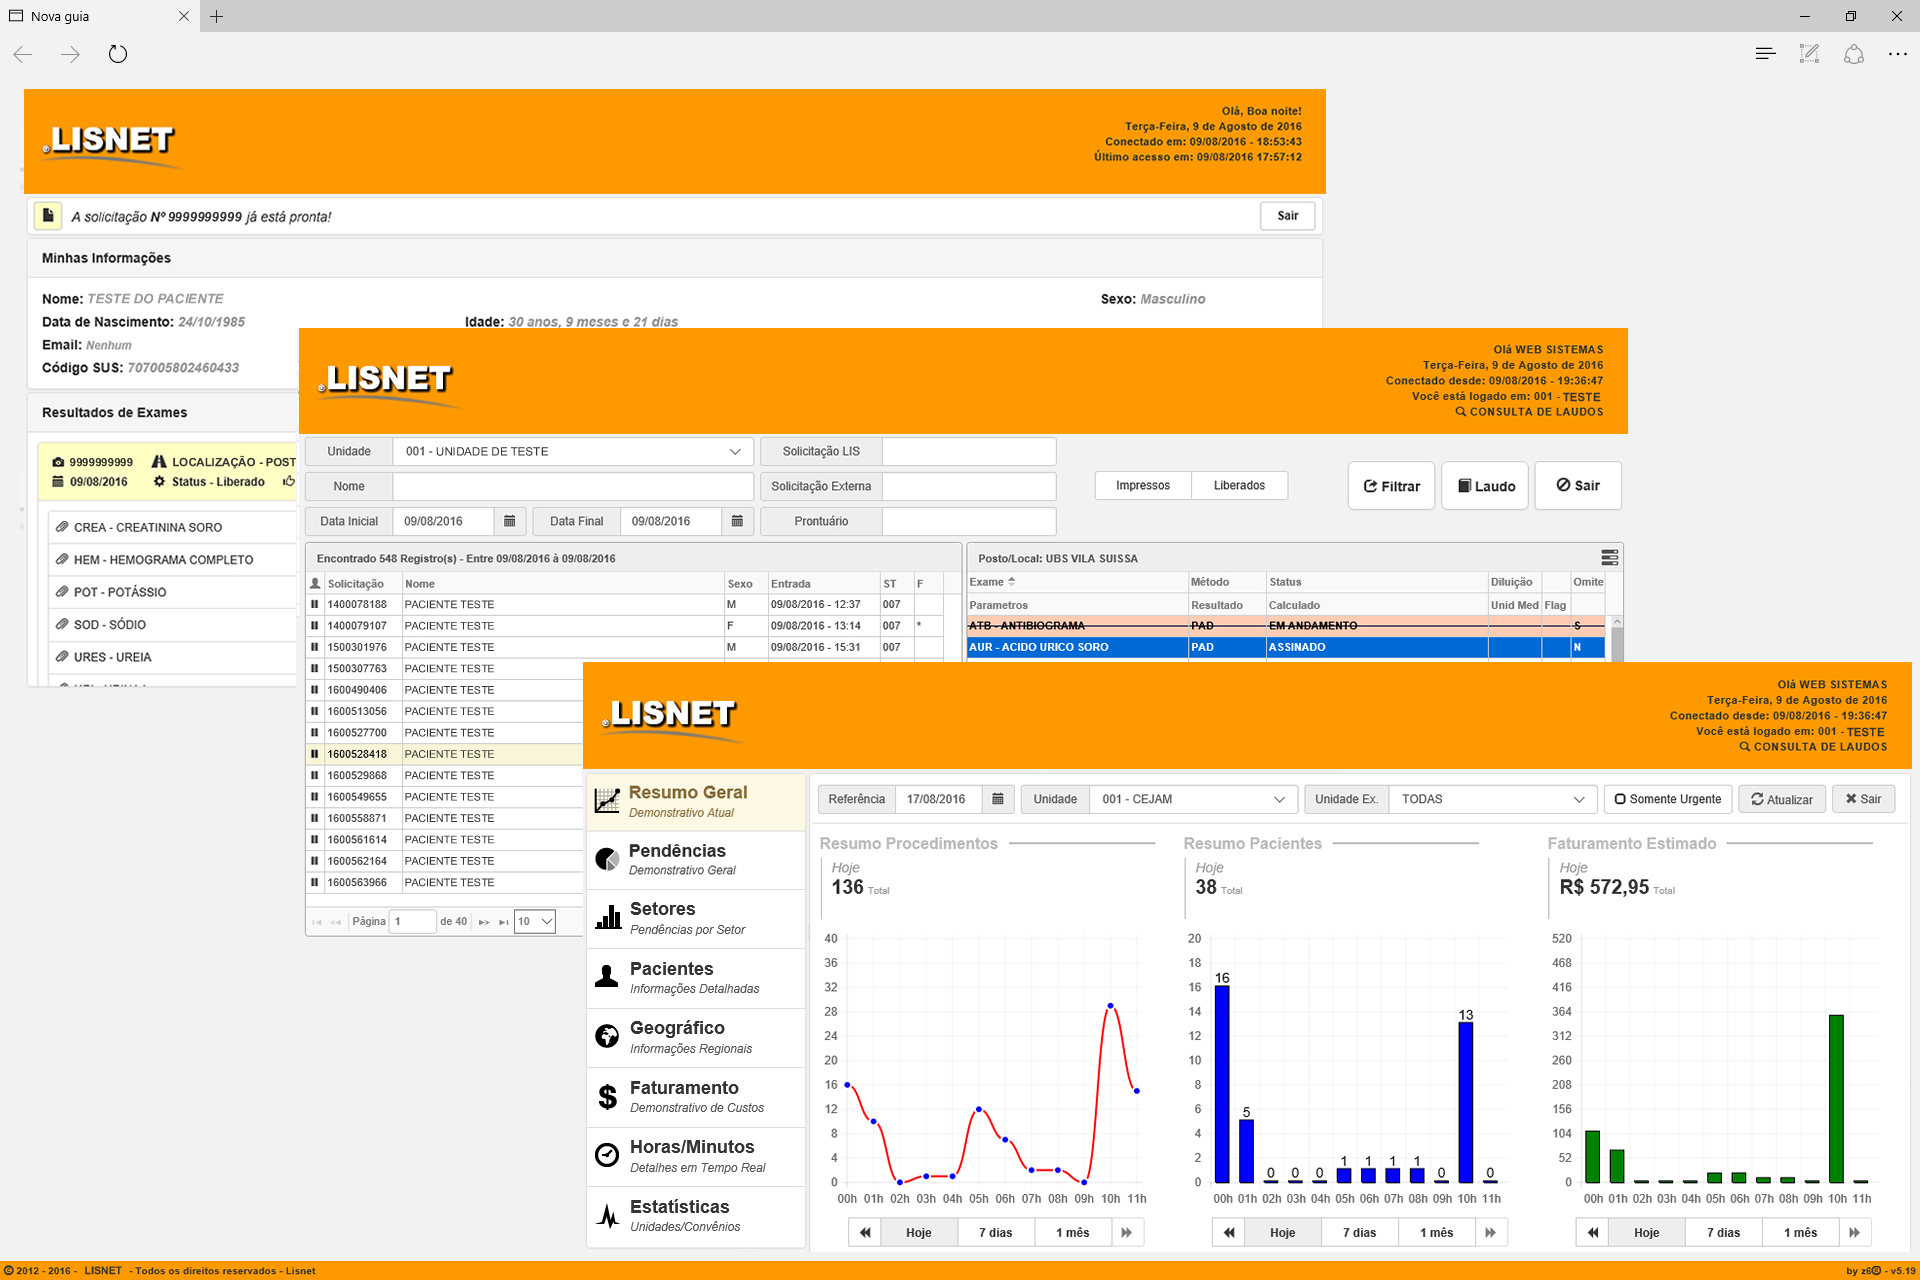 Nova guia
LISNET
Olá, Boa noite!
Terça-Feira, 9 de Agosto de 2016
Conectado em: 09/08/2016 - 18:53:43
Último acesso em: 09/08/2016 17:57:12
A solicitação Nº 9999999999 já está pronta!
Sair
Minhas Informações
Nome: TESTE DO PACIENTE
Sexo: Masculino
Data de Nascimento: 24/10/1985
Idade: 30 anos, 9 meses e 21 dias
Email: Nenhum
Código SUS: 707005802460433
Resultados de Exames
9999999999 LOCALIZAÇÃO - POST
09/08/2016 Status - Liberado
CREA - CREATININA SORO
HEM - HEMOGRAMA COMPLETO
POT - POTÁSSIO
SOD - SÓDIO
URES - UREIA
LISNET
Olá WEB SISTEMAS
Terça-Feira, 9 de Agosto de 2016
Conectado desde: 09/08/2016 - 19:36:47
Você está logado em: 001 - TESTE
CONSULTA DE LAUDOS
Unidade 001 - UNIDADE DE TESTE Solicitação LIS
Nome Solicitação Externa
Impressos Liberados
Filtrar Laudo Sair
Data Inicial 09/08/2016 Data Final 09/08/2016 Prontuário
Encontrado 548 Registro(s) - Entre 09/08/2016 à 09/08/2016
Solicitação Nome Sexo Entrada ST F
1400078188 PACIENTE TESTE M 09/08/2016 - 12:37 007
1400079107 PACIENTE TESTE F 09/08/2016 - 13:14 007 *
1500301976 PACIENTE TESTE M 09/08/2016 - 15:31 007
1500307763 PACIENTE TESTE
1600490406 PACIENTE TESTE
1600513056 PACIENTE TESTE
1600527700 PACIENTE TESTE
1600528418 PACIENTE TESTE
1600529868 PACIENTE TESTE
1600549655 PACIENTE TESTE
1600558871 PACIENTE TESTE
1600561614 PACIENTE TESTE
1600562164 PACIENTE TESTE
1600563966 PACIENTE TESTE
Página 1 de 40 10
Posto/Local: UBS VILA SUISSA
Exame Método Status Diluição Omite
Parametros Resultado Calculado Unid Med Flag
ATB - ANTIBIOGRAMA PAD EM ANDAMENTO S
AUR - ACIDO URICO SORO PAD ASSINADO N
LISNET
Olá WEB SISTEMAS
Terça-Feira, 9 de Agosto de 2016
Conectado desde: 09/08/2016 - 19:36:47
Você está logado em: 001 - TESTE
CONSULTA DE LAUDOS
Resumo Geral
Demonstrativo Atual
Pendências
Demonstrativo Geral
Setores
Pendências por Setor
Pacientes
Informações Detalhadas
Geográfico
Informações Regionais
Faturamento
Demonstrativo de Custos
Horas/Minutos
Detalhes em Tempo Real
Estatísticas
Unidades/Convênios
Referência 17/08/2016 Unidade 001 - CEJAM Unidade Ex. TODAS Somente Urgente Atualizar Sair
Resumo Procedimentos
Hoje
136 Total
40
36
32
28
24
20
16
12
8
4
0
00h 01h 02h 03h 04h 05h 06h 07h 08h 09h 10h 11h
Hoje 7 dias 1 mês
Resumo Pacientes
Hoje
38 Total
20
18
16
14
12
10
8
6
4
2
0
16 5 0 0 0 1 1 1 1 0 13 0
00h 01h 02h 03h 04h 05h 06h 07h 08h 09h 10h 11h
Hoje 7 dias 1 mês
Faturamento Estimado
Hoje
R$ 572,95 Total
520
468
416
364
312
260
208
156
104
52
0
00h 01h 02h 03h 04h 05h 06h 07h 08h 09h 10h 11h
Hoje 7 dias 1 mês
© 2012 - 2016 - LISNET - Todos os direitos reservados - Lisnet
by z6® - v5.19